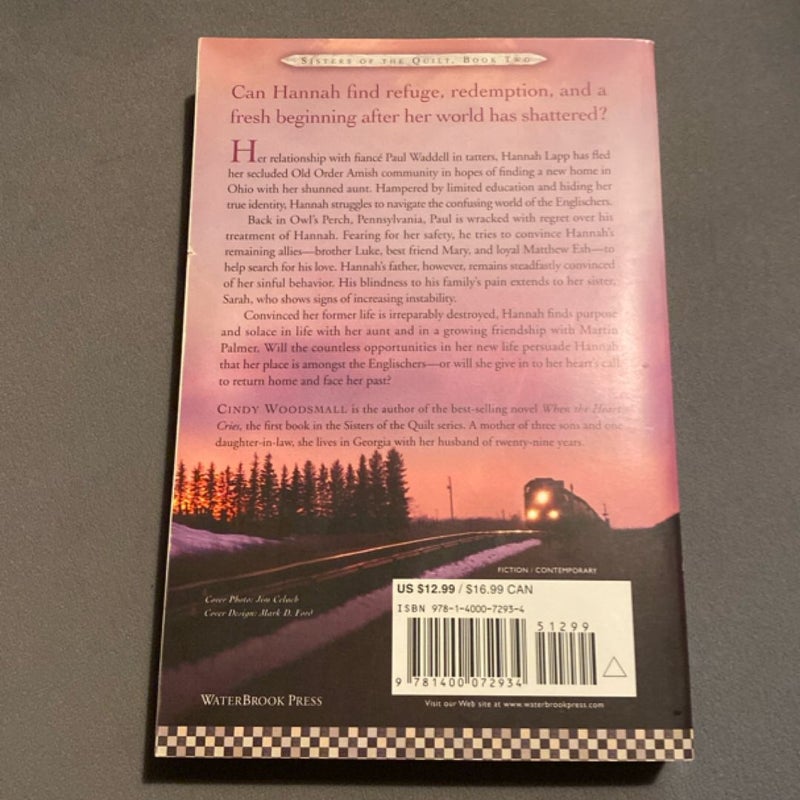 SISTERS OF THE QUILT, BOOK TWO
Can Hannah find refuge, redemption, and a
fresh beginning after her world has shattered?
Her relationship with fiancé Paul Waddell in tatters, Hannah Lapp has fled
her secluded Old Order Amish community in hopes of finding a new home in
Ohio with her shunned aunt. Hampered by limited education and hiding her
true identity, Hannah struggles to navigate the confusing world of the Englischers.
Back in Owl's Perch, Pennsylvania, Paul is wracked with regret over his
treatment of Hannah. Fearing for her safety, he tries to convince Hannah's
remaining allies—brother Luke, best friend Mary, and loyal Matthew Esh—to
help search for his love. Hannah's father, however, remains steadfastly convinced
of her sinful behavior. His blindness to his family's pain extends to her sister,
Sarah, who shows signs of increasing instability.
Convinced her former life is irreparably destroyed, Hannah finds purpose
and solace in life with her aunt and in a growing friendship with Martin
Palmer. Will the countless opportunities in her new life persuade Hannah
that her place is amongst the Englischers—or will she give in to her heart's call
to return home and face her past?
CINDY WOODSMALL is the author of the best-selling novel When the Heart
Cries, the first book in the Sisters of the Quilt series. A mother of three sons and one
daughter-in-law, she lives in Georgia with her husband of twenty-nine years.
FICTION / CONTEMPORARY
US $12.99 / $16.99 CAN
ISBN 978-1-4000-7293-4
51299
9 781400 072934
Cover Photo: Jim
Cover Design: Mark D. Ford
WATERBROOK PRESS
Visit our Web site at www.waterbrookpress.com